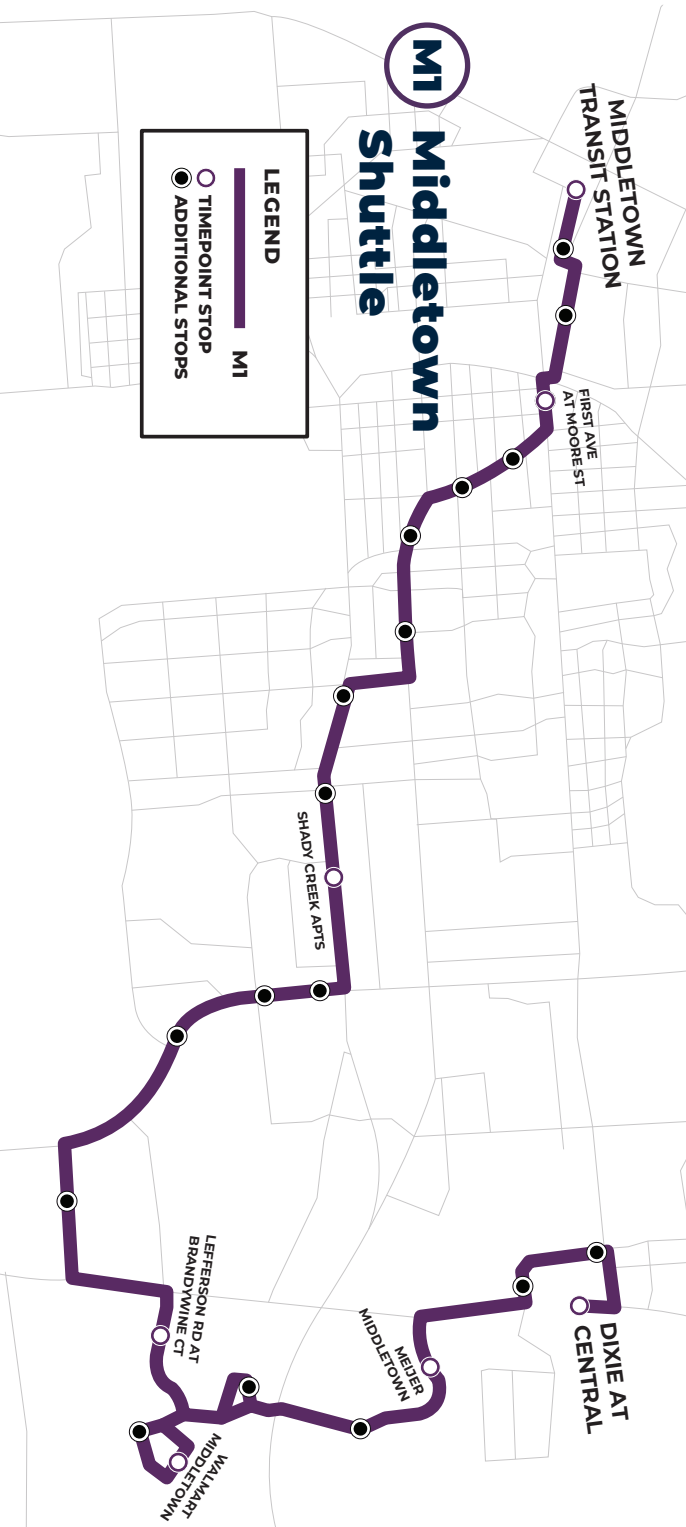 M1
Middletown
Shuttle
LEGEND
M1
TIMEPOINT STOP
ADDITIONAL STOPS
MIDDLETOWN
TRANSIT STATION
FIRST AVE
AT MOORE ST
SHADY CREEK APTS
LEFFERSON RD AT
BRANDYWINE CT
WALMART
MIDDLETOWN
MEIJER
MIDDLETOWN
DIXIE AT
CENTRAL